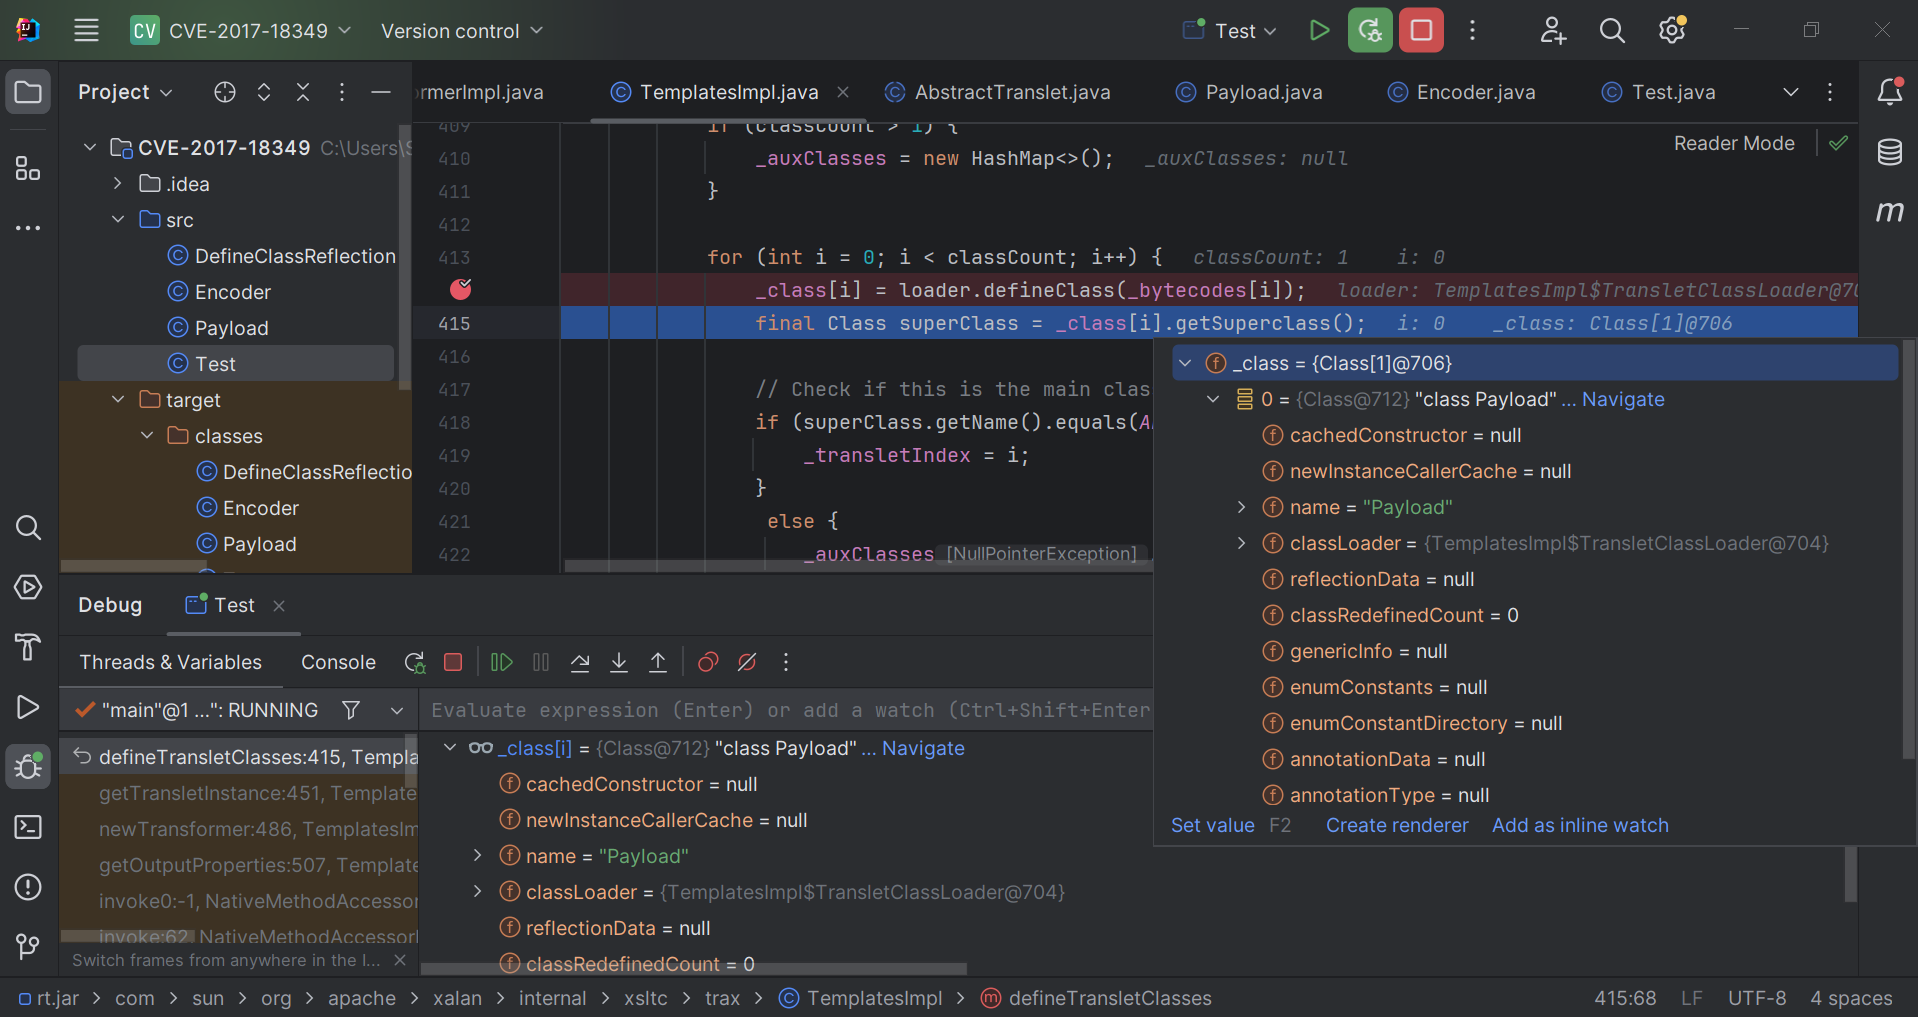 CV CVE-2017-18349 Version control Test
Project
ormerImpl.java TemplatesImpl.java AbstractTranslet.java Payload.java Encoder.java Test.java
CVE-2017-18349 C:\Users\S
.idea
src
DefineClassReflection
Encoder
Payload
Test
target
classes
DefineClassReflectio
Encoder
Payload
Reader Mode
409 if (classCount > 1) {
410 _auxClasses = new HashMap<>(); _auxClasses: null
411 }
412
413 for (int i = 0; i < classCount; i++) { classCount: 1 i: 0
_class[i] = loader.defineClass(_bytecodes[i]); loader: TemplatesImpl$TransletClassLoader@70
415 final Class superClass = _class[i].getSuperclass(); i: 0 _class: Class[1]@706
416
417 // Check if this is the main clas
418 if (superClass.getName().equals(A
419 _transletIndex = i;
420 }
421 else {
422 _auxClasses [NullPointerException]
_class = {Class[1]@706}
0 = {Class@712} "class Payload" ... Navigate
cachedConstructor = null
newInstanceCallerCache = null
name = "Payload"
classLoader = {TemplatesImpl$TransletClassLoader@704}
reflectionData = null
classRedefinedCount = 0
genericInfo = null
enumConstants = null
enumConstantDirectory = null
annotationData = null
annotationType = null
Set value F2 Create renderer Add as inline watch
Debug Test
Threads & Variables Console
"main"@1 ...": RUNNING
Evaluate expression (Enter) or add a watch (Ctrl+Shift+Enter
defineTransletClasses:415, Templa
getTransletInstance:451, Template
newTransformer:486, TemplatesIm
getOutputProperties:507, Template
invoke0:-1, NativeMethodAccessor
invoke:62, NativeMethodAccessorI
Switch frames from anywhere in the I...
_class[i] = {Class@712} "class Payload" ... Navigate
cachedConstructor = null
newInstanceCallerCache = null
name = "Payload"
classLoader = {TemplatesImpl$TransletClassLoader@704}
reflectionData = null
classRedefinedCount = 0
rt.jar > com > sun > org > apache > xalan > internal > xsltc > trax > TemplatesImpl > defineTransletClasses
415:68 LF UTF-8 4 spaces